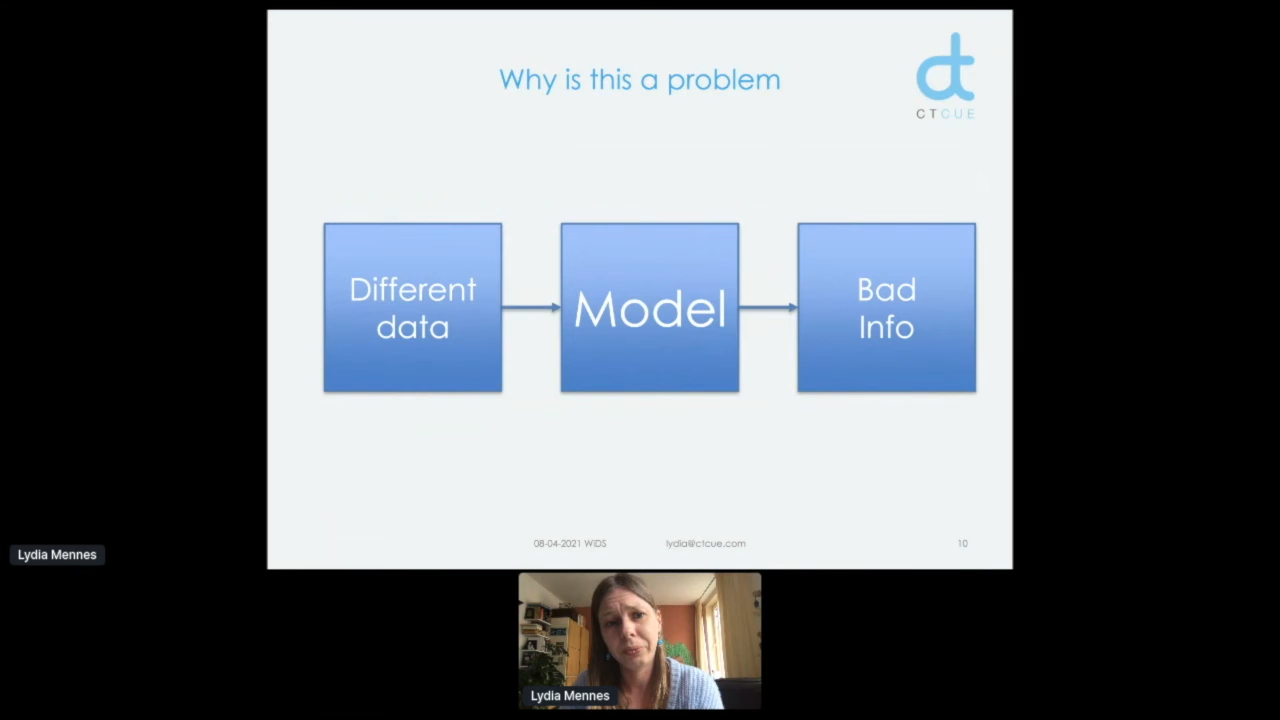 Why is this a problem
CTCUE
Different
data
Model
Bad
Info
08-04-2021 WiDS
lydia@ctcue.com
10
Lydia Mennes
Lydia Mennes